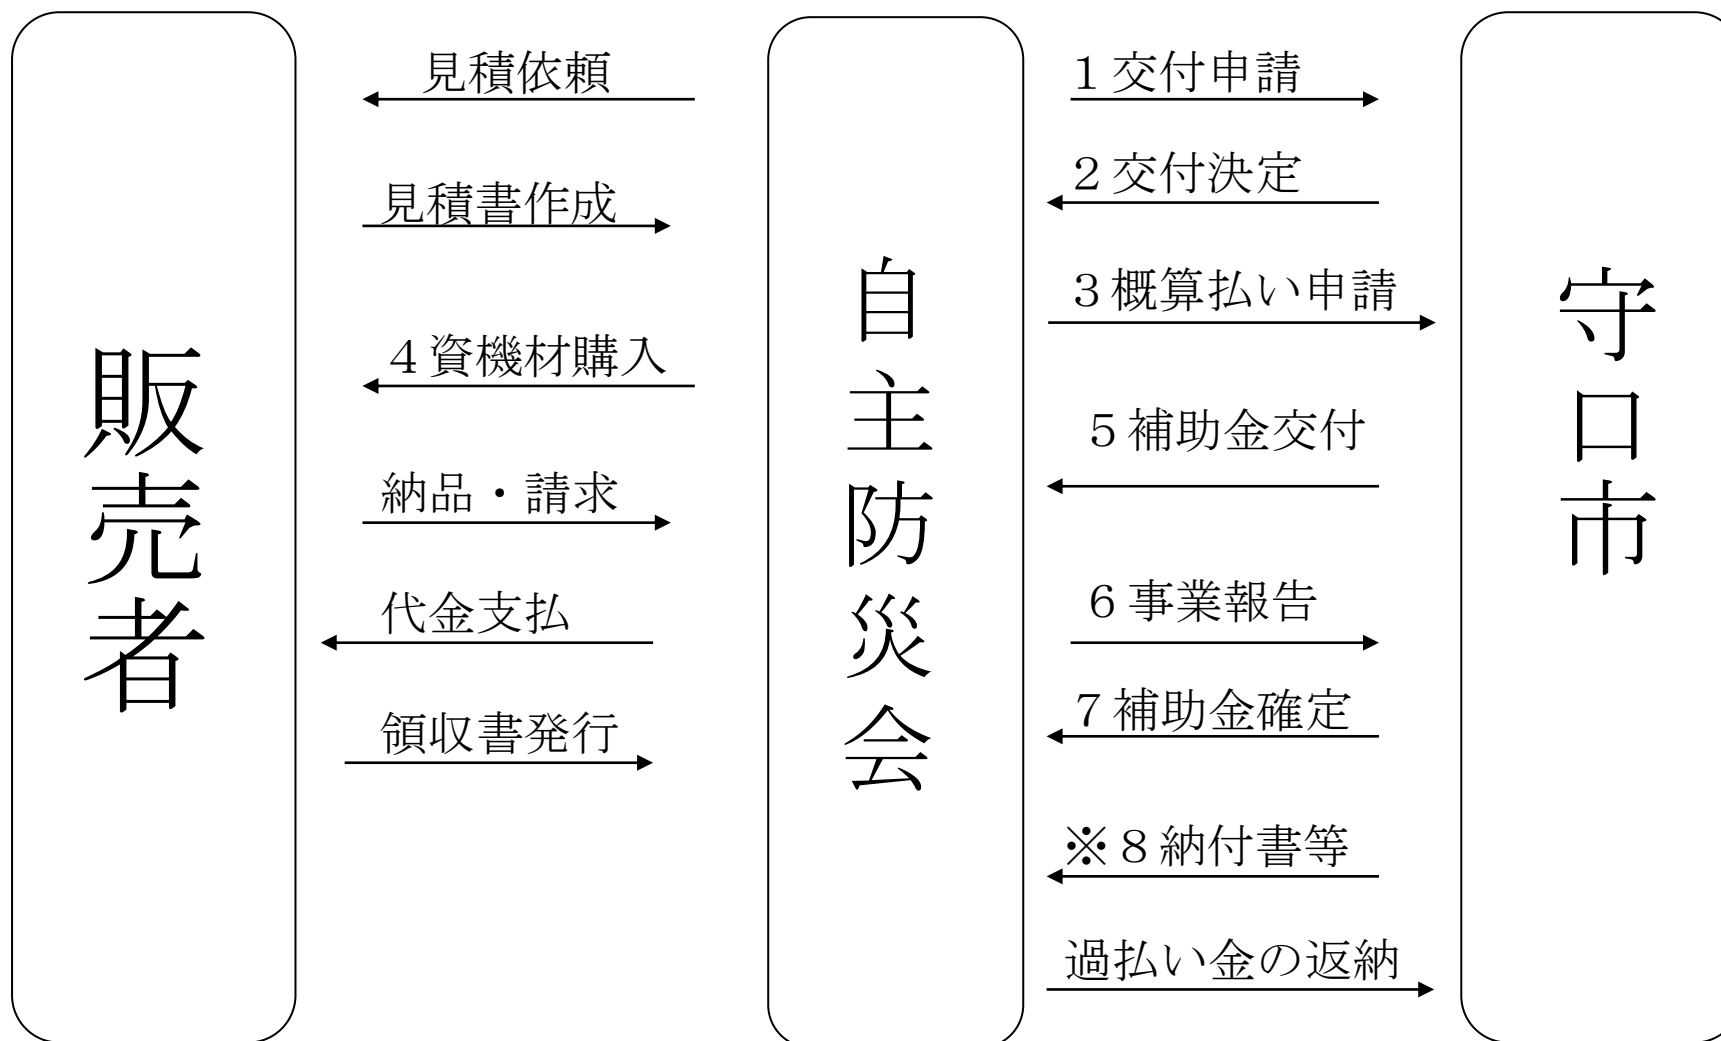 販売者
見積依頼
見積書作成
４資機材購入
納品・請求
代金支払
領収書発行
自主防災会
１交付申請
２交付決定
３概算払い申請
５補助金交付
６事業報告
７補助金確定
※８納付書等
過払い金の返納
守口市